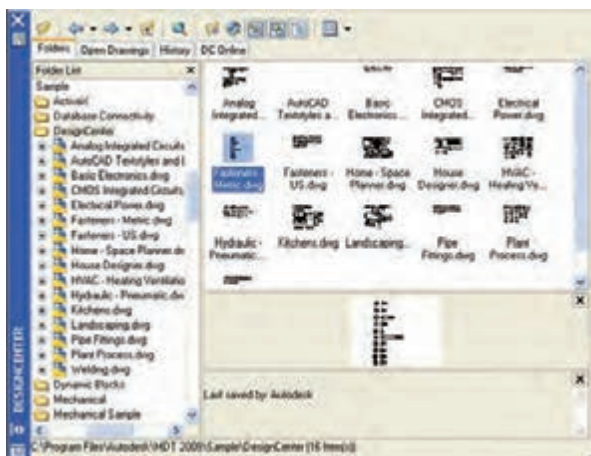 Folders
Open Drawings
History
DC Online
Folder List
Sample
ActiveX
Database Connectivity
DesignCenter
Analog Integrated Circuits
AutoCAD Textstyles and l
Basic Electronics.dwg
CMOS Integrated Circuits
Electrical Power.dwg
Fasteners - Metric.dwg
Fasteners - US.dwg
Home - Space Planner.dw
House Designer.dwg
HVAC - Heating Ventilatio
Hydraulic - Pneumatic.dw
Kitchens.dwg
Landscaping.dwg
Pipe Fittings.dwg
Plant Process.dwg
Welding.dwg
Dynamic Blocks
Mechanical
Mechanical Sample
Analog
Integrated...
AutoCAD
Textstyles a...
Basic
Electronics...
CMOS
Integrated...
Electrical
Power.dwg
Fasteners -
Metric.dwg
Fasteners -
US.dwg
Home - Space
Planner.dwg
House
Designer.dwg
HVAC -
Heating Ve...
Hydraulic -
Pneumatic...
Kitchens.dwg
Landscaping...
Pipe
Fittings.dwg
Plant
Process.dwg
Last saved by Autodesk
DESIGNCENTER
C:\Program Files\Autodesk\MDT 2009\Sample\DesignCenter (16 Item(s))